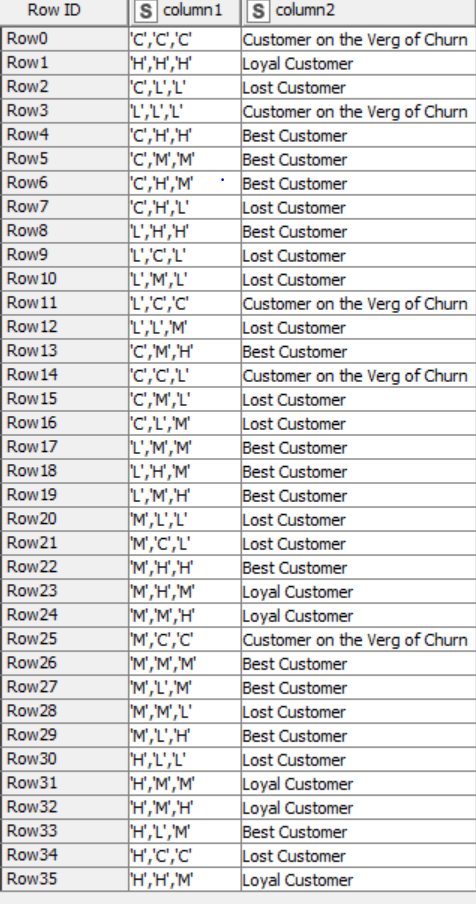 Row ID S column1 S column2
Row0 'C','C','C' Customer on the Verg of Churn
Row1 'H','H','H' Loyal Customer
Row2 'C','L','L' Lost Customer
Row3 'L','L','L' Customer on the Verg of Churn
Row4 'C','H','H' Best Customer
Row5 'C','M','M' Best Customer
Row6 'C','H','M' Best Customer
Row7 'C','H','L' Lost Customer
Row8 'L','H','H' Best Customer
Row9 'L','C','L' Lost Customer
Row10 'L','M','L' Lost Customer
Row11 'L','C','C' Customer on the Verg of Churn
Row12 'L','L','M' Lost Customer
Row13 'C','M','H' Best Customer
Row14 'C','C','L' Customer on the Verg of Churn
Row15 'C','M','L' Lost Customer
Row16 'C','L','M' Lost Customer
Row17 'L','M','M' Best Customer
Row18 'L','H','M' Best Customer
Row19 'L','M','H' Best Customer
Row20 'M','L','L' Lost Customer
Row21 'M','C','L' Lost Customer
Row22 'M','H','H' Best Customer
Row23 'M','H','M' Loyal Customer
Row24 'M','M','H' Loyal Customer
Row25 'M','C','C' Customer on the Verg of Churn
Row26 'M','M','M' Best Customer
Row27 'M','L','M' Best Customer
Row28 'M','M','L' Lost Customer
Row29 'M','L','H' Best Customer
Row30 'H','L','L' Lost Customer
Row31 'H','M','M' Loyal Customer
Row32 'H','M','H' Loyal Customer
Row33 'H','L','M' Best Customer
Row34 'H','C','C' Lost Customer
Row35 'H','H','M' Loyal Customer